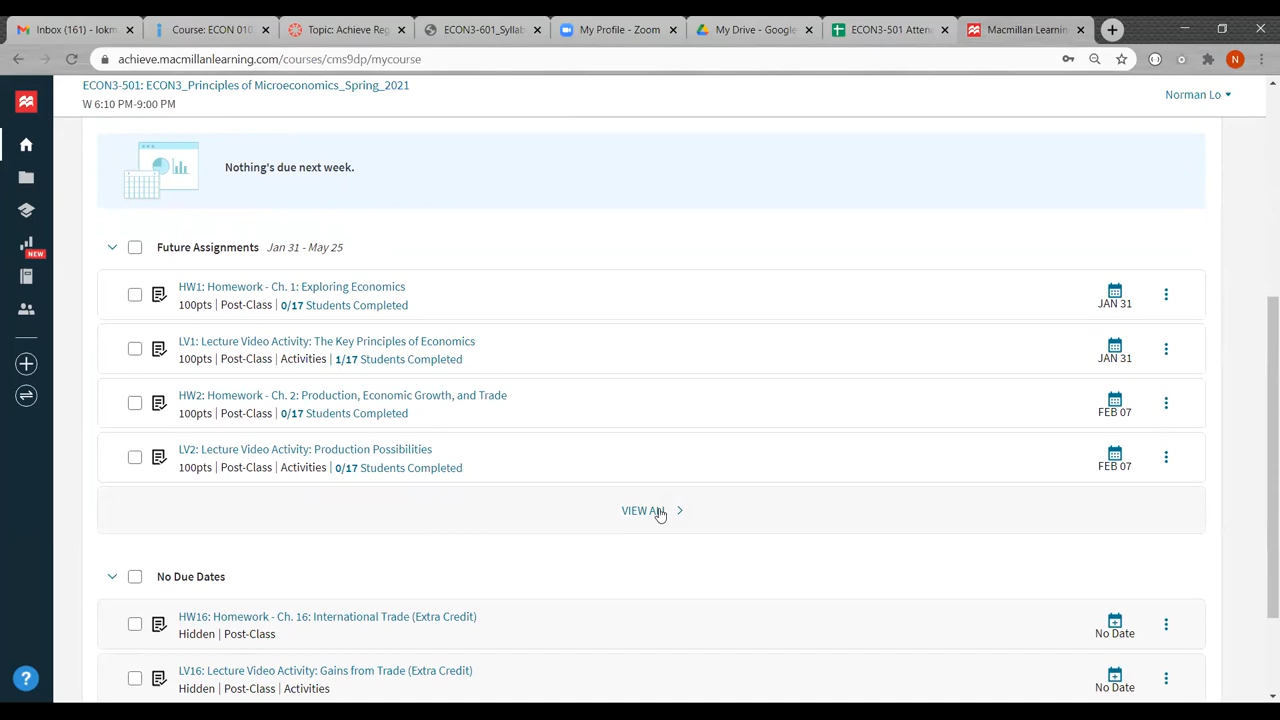 Inbox (161) - lokm
Course: ECON 010
Topic: Achieve Reg
ECON3-601_Syllab
My Profile - Zoom
My Drive - Google
ECON3-501 Atten
Macmillan Learnin
achieve.macmillanlearning.com/courses/cms9dp/mycourse
N
ECON3-501: ECON3_Principles of Microeconomics_Spring_2021
W 6:10 PM-9:00 PM
Norman Lo
NEW
Nothing's due next week.
Future Assignments Jan 31 - May 25
HW1: Homework - Ch. 1: Exploring Economics
100pts | Post-Class | 0/17 Students Completed
JAN 31
LV1: Lecture Video Activity: The Key Principles of Economics
100pts | Post-Class | Activities | 1/17 Students Completed
JAN 31
HW2: Homework - Ch. 2: Production, Economic Growth, and Trade
100pts | Post-Class | 0/17 Students Completed
FEB 07
LV2: Lecture Video Activity: Production Possibilities
100pts | Post-Class | Activities | 0/17 Students Completed
FEB 07
VIEW ALL
No Due Dates
HW16: Homework - Ch. 16: International Trade (Extra Credit)
Hidden | Post-Class
No Date
LV16: Lecture Video Activity: Gains from Trade (Extra Credit)
Hidden | Post-Class | Activities
No Date
?